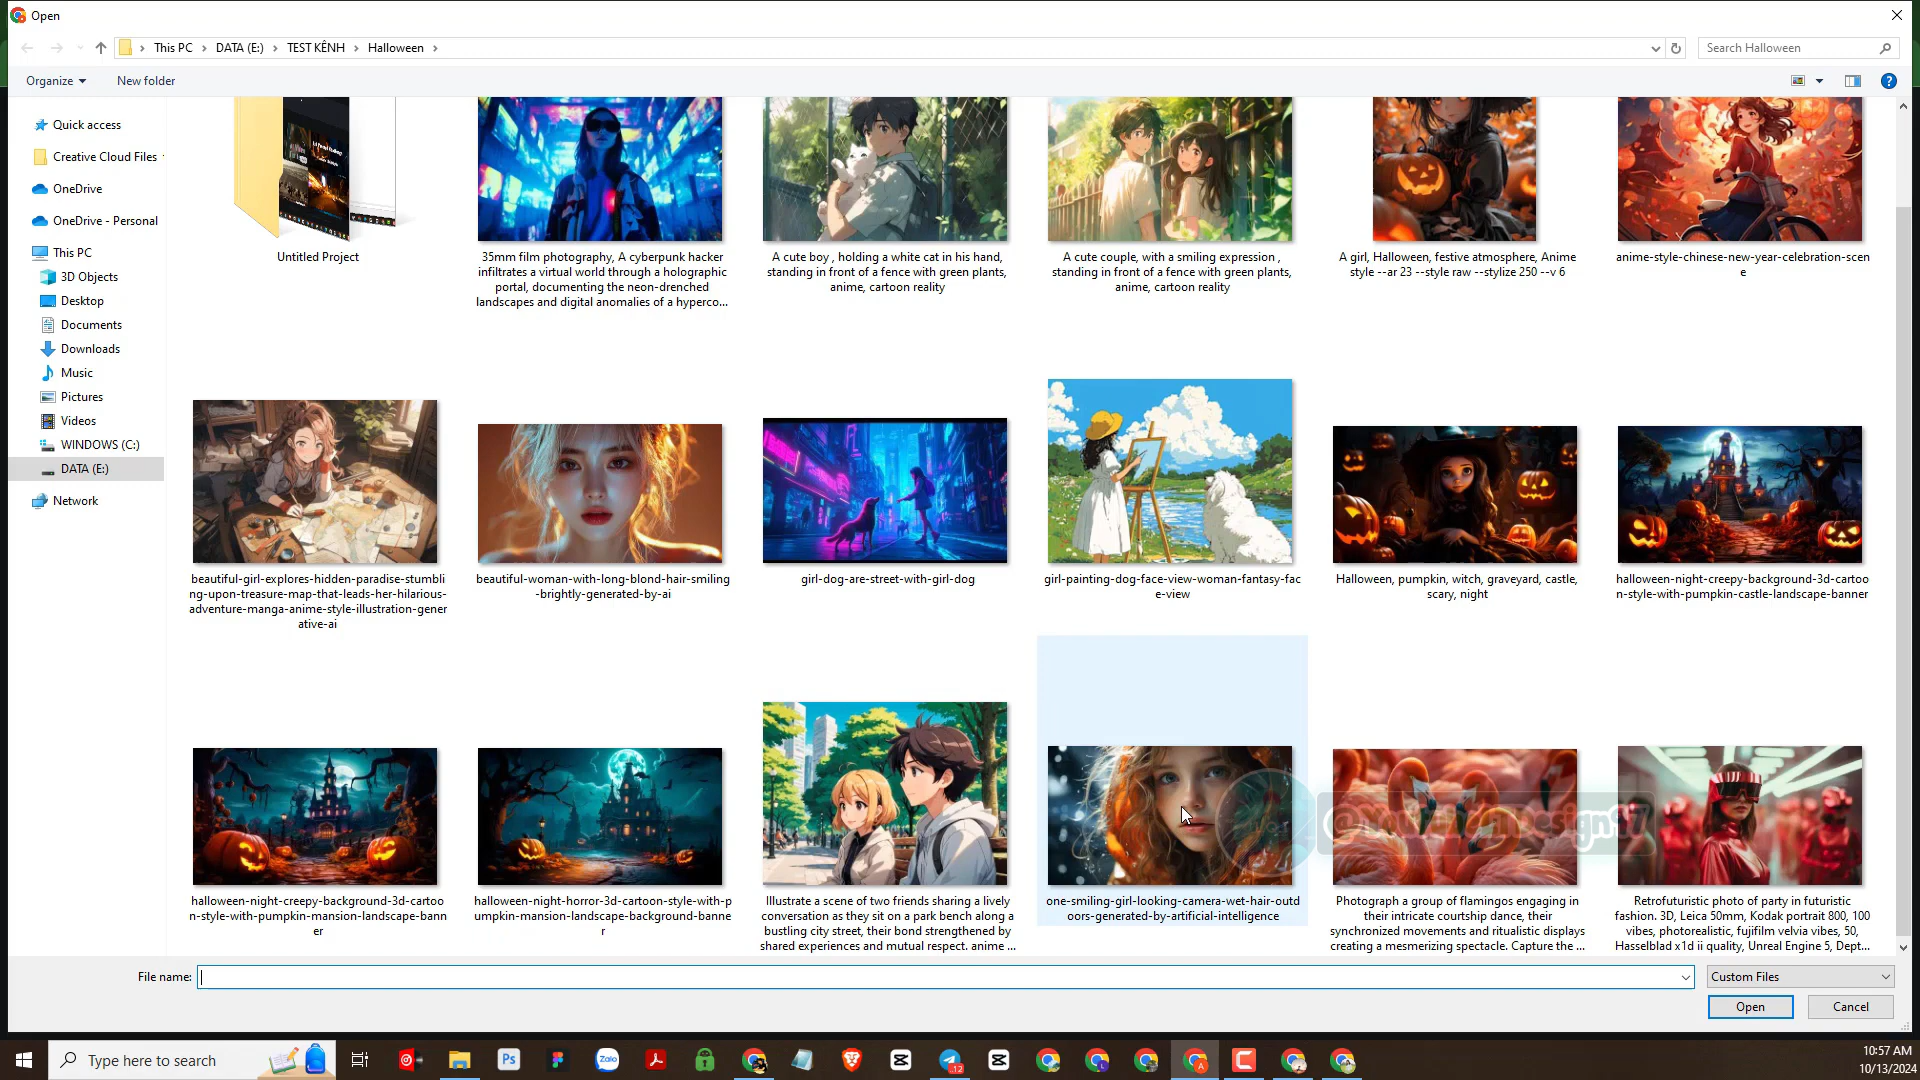 Open
This PC
DATA (E:)
TEST KÊNH
Halloween
Search Halloween
Organize
New folder
Quick access
Creative Cloud Files
OneDrive
OneDrive - Personal
This PC
3D Objects
Desktop
Documents
Downloads
Music
Pictures
Videos
WINDOWS (C:)
DATA (E:)
Network
Untitled Project
35mm film photography, A cyberpunk hacker
infiltrates a virtual world through a holographic
portal, documenting the neon-drenched
landscapes and digital anomalies of a hyperco...
A cute boy , holding a white cat in his hand,
standing in front of a fence with green plants,
anime, cartoon reality
A cute couple, with a smiling expression ,
standing in front of a fence with green plants,
anime, cartoon reality
A girl, Halloween, festive atmosphere, Anime
style --ar 23 --style raw --stylize 250 --v 6
anime-style-chinese-new-year-celebration-scen
e
beautiful-girl-explores-hidden-paradise-stumbli
ng-upon-treasure-map-that-leads-her-hilarious-
adventure-manga-anime-style-illustration-gener
ative-ai
beautiful-woman-with-long-blond-hair-smiling
-brightly-generated-by-ai
girl-dog-are-street-with-girl-dog
girl-painting-dog-face-view-woman-fantasy-fac
e-view
Halloween, pumpkin, witch, graveyard, castle,
scary, night
halloween-night-creepy-background-3d-cartoo
n-style-with-pumpkin-castle-landscape-banner
halloween-night-creepy-background-3d-cartoo
n-style-with-pumpkin-mansion-landscape-bann
er
halloween-night-horror-3d-cartoon-style-with-p
umpkin-mansion-landscape-background-banne
r
Illustrate a scene of two friends sharing a lively
conversation as they sit on a park bench along a
bustling city street, their bond strengthened by
shared experiences and mutual respect. anime ...
one-smiling-girl-looking-camera-wet-hair-outd
oors-generated-by-artificial-intelligence
Photograph a group of flamingos engaging in
their intricate courtship dance, their
synchronized movements and ritualistic displays
creating a mesmerizing spectacle. Capture the ...
Retrofuturistic photo of party in futuristic
fashion. 3D, Leica 50mm, Kodak portrait 800, 100
vibes, photorealistic, fujifilm velvia vibes, 50,
Hasselblad x1d ii quality, Unreal Engine 5, Dept...
File name:
Custom Files
Open
Cancel
Type here to search
Ps
Zalo
12
10:57 AM
10/13/2024